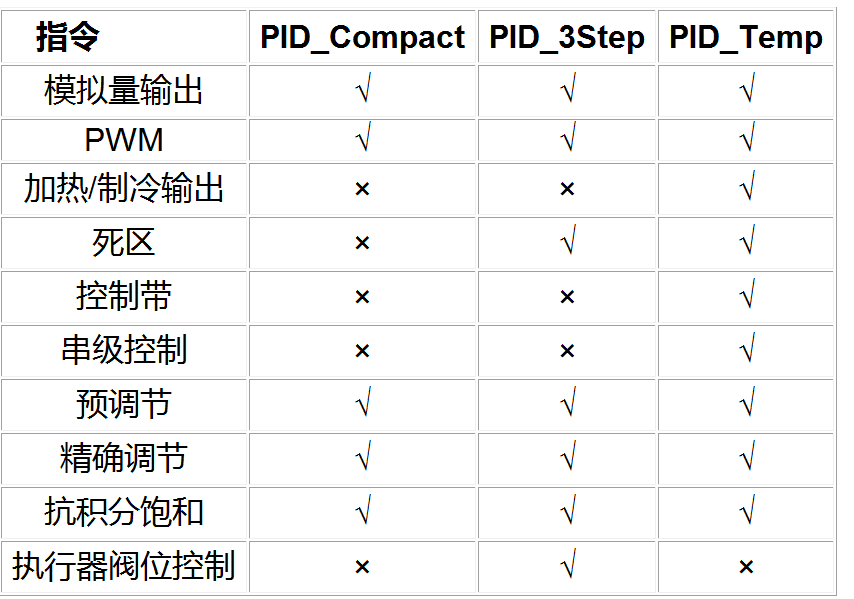 指令 PID_Compact PID_3Step PID_Temp
模拟量输出 √ √ √
PWM √ √ √
加热/制冷输出 × × √
死区 × √ √
控制带 × × √
串级控制 × × √
预调节 √ √ √
精确调节 √ √ √
抗积分饱和 √ √ √
执行器阀位控制 × √ ×